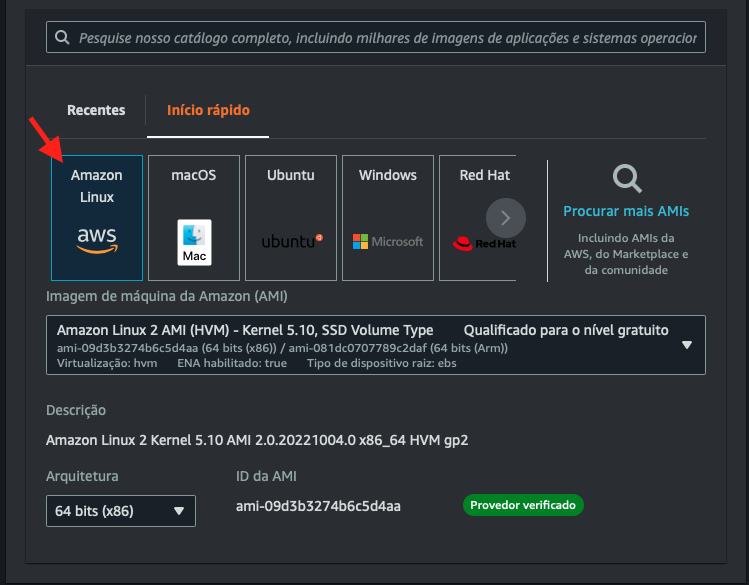 Pesquise nosso catálogo completo, incluindo milhares de imagens de aplicações e sistemas operacior
Recentes
Início rápido
Amazon
Linux
aws
macOS
Mac
Ubuntu
ubuntu
Windows
Microsoft
Red Hat
Red Hat
Procurar mais AMIs
Incluindo AMIs da
AWS, do Marketplace e
da comunidade
Imagem de máquina da Amazon (AMI)
Amazon Linux 2 AMI (HVM) - Kernel 5.10, SSD Volume Type Qualificado para o nível gratuito
ami-09d3b3274b6c5d4aa (64 bits (x86)) / ami-081dc0707789c2daf (64 bits (Arm))
Virtualização: hvm ENA habilitado: true Tipo de dispositivo raiz: ebs
Descrição
Amazon Linux 2 Kernel 5.10 AMI 2.0.20221004.0 x86_64 HVM gp2
Arquitetura
ID da AMI
64 bits (x86)
ami-09d3b3274b6c5d4aa
Provedor verificado